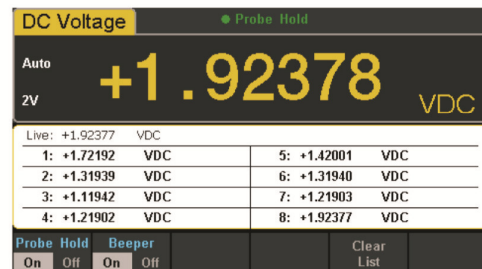 DC Voltage
Probe Hold
Auto
+1.92378
2V
VDC
Live: +1.92377 VDC
1: +1.72192 VDC
2: +1.31939 VDC
3: +1.11942 VDC
4: +1.21902 VDC
5: +1.42001 VDC
6: +1.31940 VDC
7: +1.21903 VDC
8: +1.92377 VDC
Probe Hold
On Off
Beeper
On Off
Clear
List